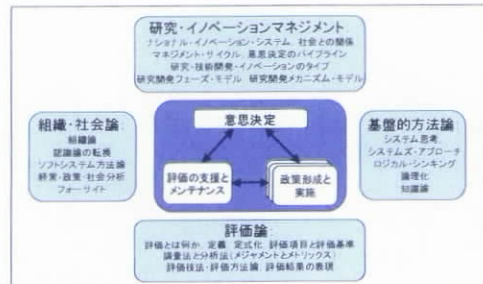 研究・イノベーションマネジメント
ナショナル・イノベーション・システム、社会との関係
マネジメント・サイクル、意思決定のパイプライン
研究・技術開発・イノベーションのタイプ
研究開発フェーズ・モデル 研究開発メカニズム・モデル
組織・社会論
組織論
認識論の転換
ソフトシステム方法論
経営・政策・社会分析
フォーサイト
意思決定
評価の支援と
メンテナンス
政策形成と
実施
基盤的方法論
システム思考、
システムズ・アプローチ
ロジカル・シンキング
論理化
知識論
評価論
評価とは何か、定義、定式化、評価項目と評価基準
調査法と分析法(メジャメントとメトリックス)
評価技法・評価方法論、評価結果の表現